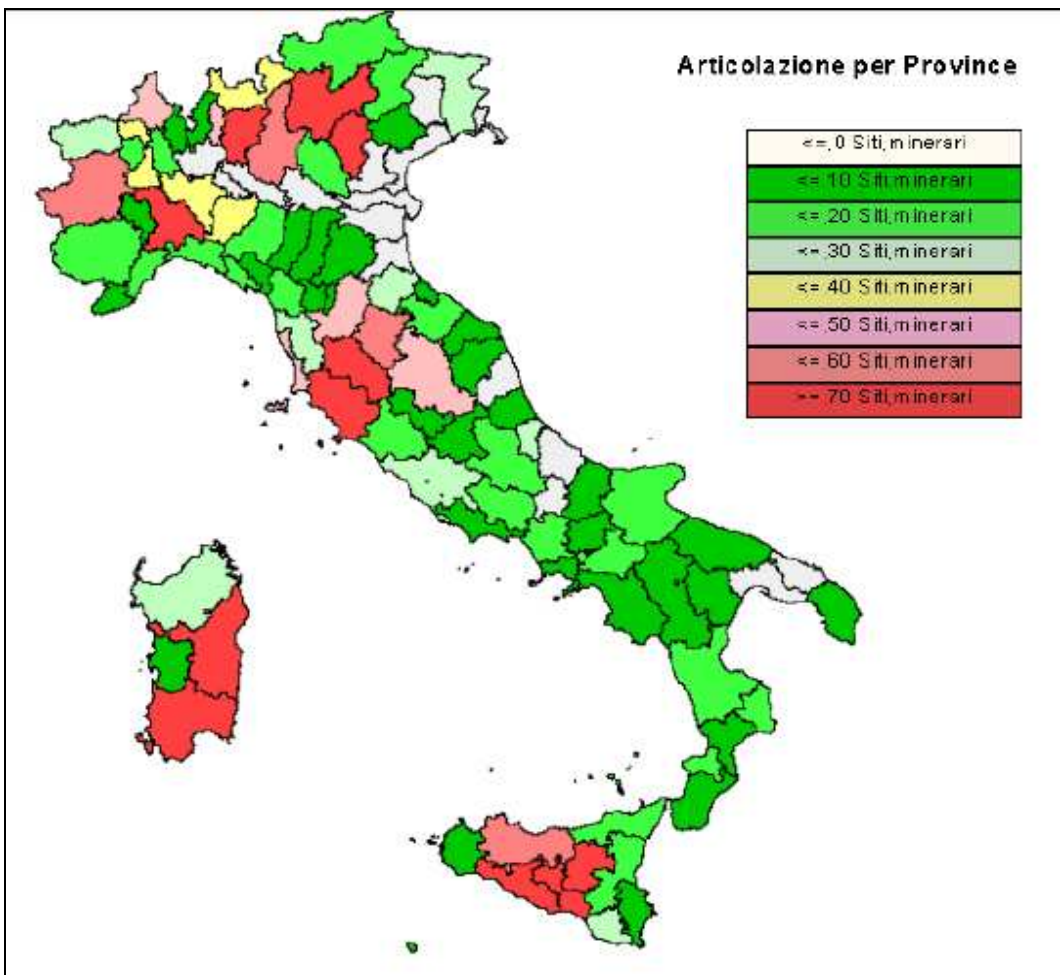 Articolazione per Province
<=,0 Siti,minerari
<= 10 Siti,minerari
<= 20 Siti,minerari
<= 30 Siti,minerari
<= 40 Siti,minerari
<= 50 Siti,minerari
<= 60 Siti,minerari
>= 70 Siti,minerari